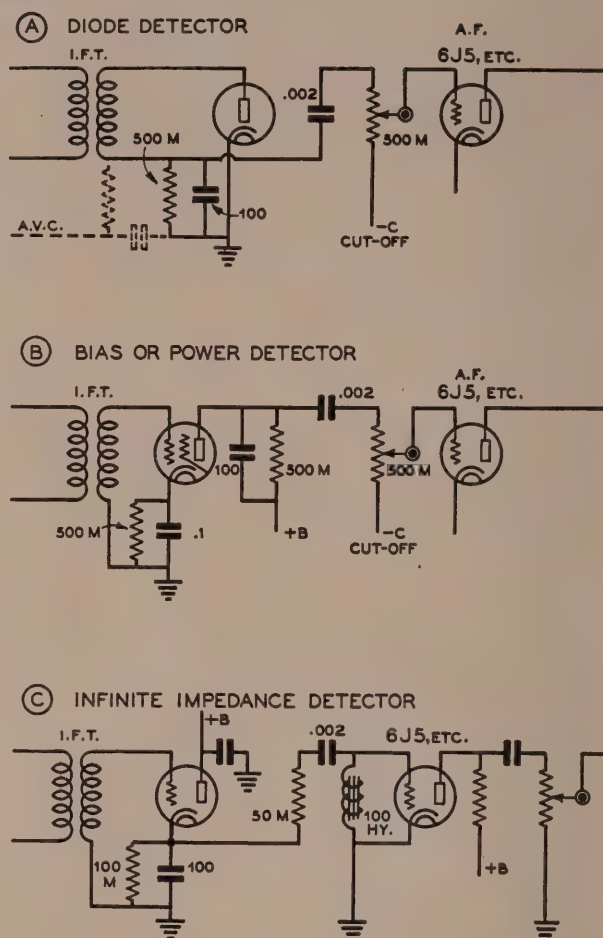 A DIODE DETECTOR
I.F.T.
A.F.
6J5, ETC.
.002
500 M
500 M
100
A.V.C.
-C
CUT-OFF
B BIAS OR POWER DETECTOR
I.F.T.
A.F.
6J5, ETC.
.002
100
500 M
500 M
500 M
.1
+B
-C
CUT-OFF
C INFINITE IMPEDANCE DETECTOR
I.F.T.
+B
.002
6J5, ETC.
50 M
100
HY.
100
M
100
+B